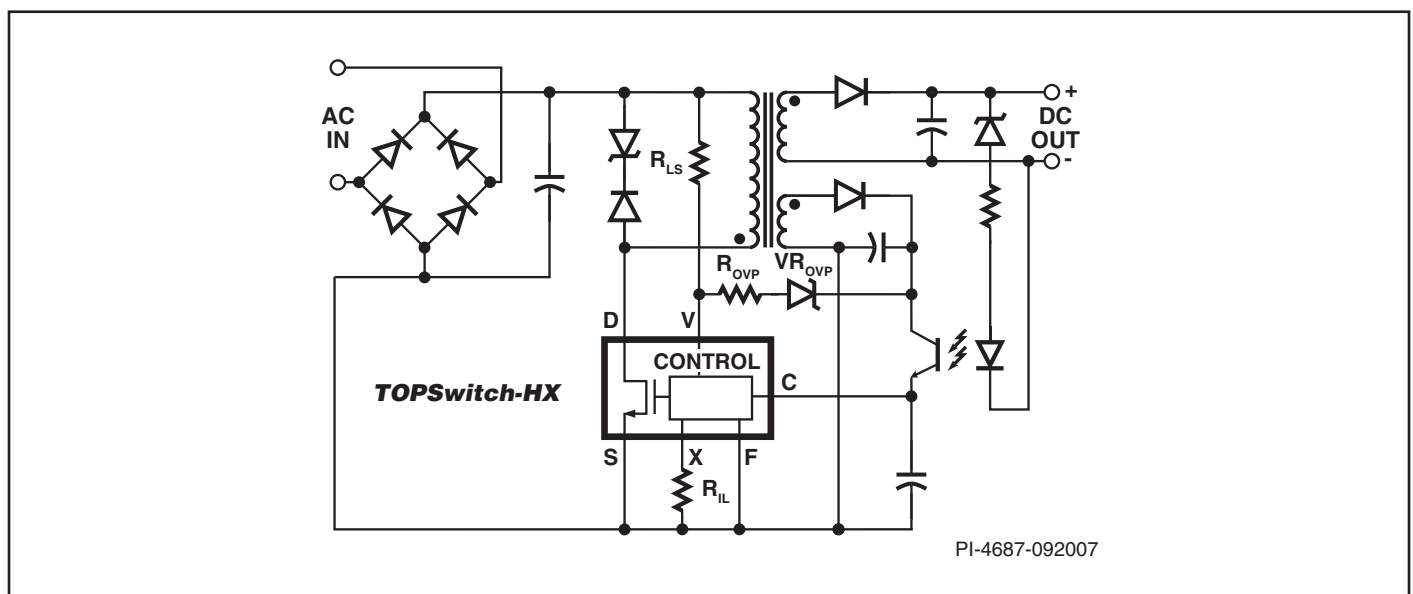 AC
IN
+
DC
OUT
-
R_LS
R_OVP
VR_OVP
D
V
CONTROL
C
TOPSwitch-HX
S
X
F
R_IL
PI-4687-092007